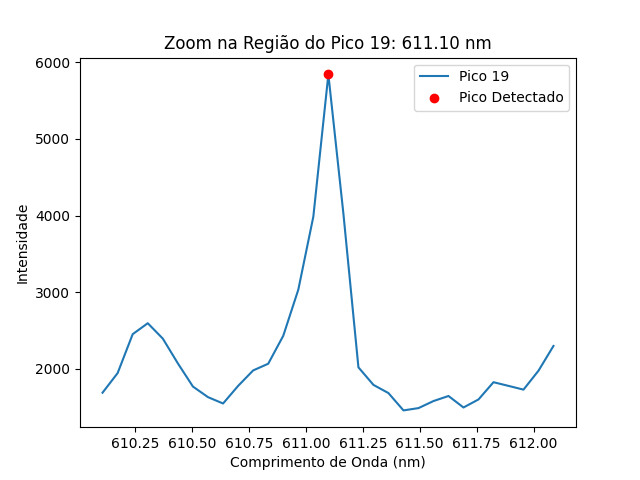 Zoom na Região do Pico 19: 611.10 nm
Pico 19
Pico Detectado
Intensidade
6000
5000
4000
3000
2000
610.25 610.50 610.75 611.00 611.25 611.50 611.75 612.00
Comprimento de Onda (nm)